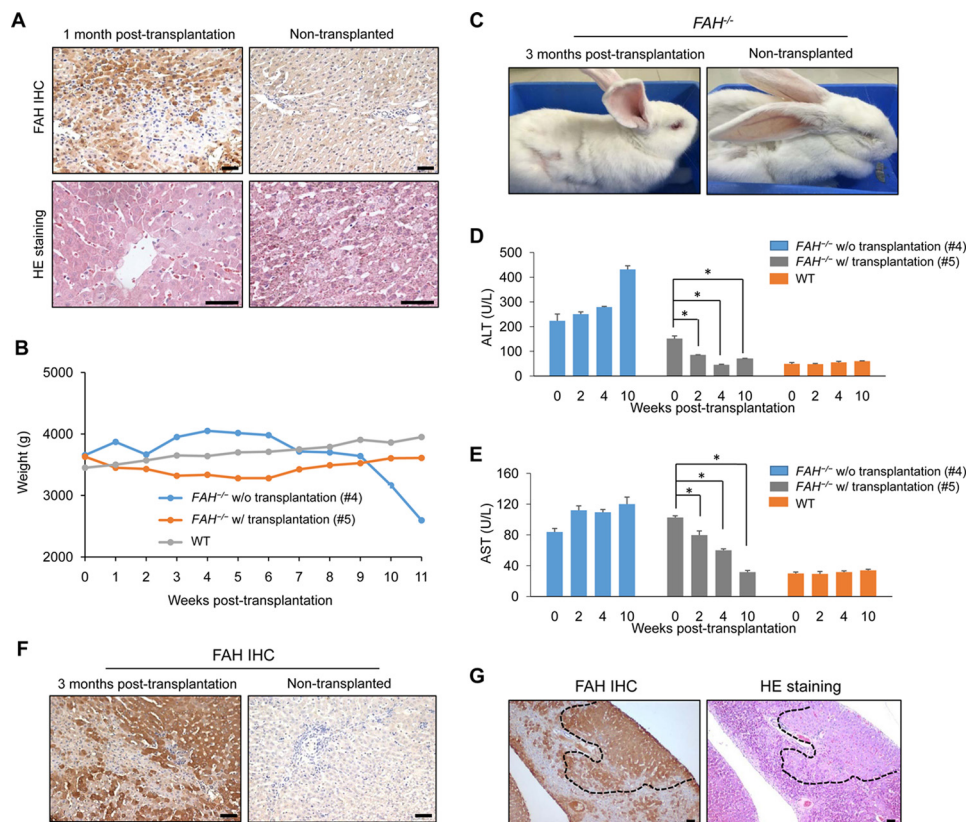 A
1 month post-transplantation
Non-transplanted
FAH IHC
HE staining
B
5000
4000
3000
2000
Weight (g)
FAH-/- w/o transplantation (#4)
FAH-/- w/ transplantation (#5)
WT
0 1 2 3 4 5 6 7 8 9 10 11
Weeks post-transplantation
C
FAH-/-
3 months post-transplantation
Non-transplanted
D
500
400
300
200
100
0
ALT (U/L)
* * *
FAH-/- w/o transplantation (#4)
FAH-/- w/ transplantation (#5)
WT
0 2 4 10 0 2 4 10 0 2 4 10
Weeks post-transplantation
E
160
120
80
40
0
AST (U/L)
* * *
FAH-/- w/o transplantation (#4)
FAH-/- w/ transplantation (#5)
WT
0 2 4 10 0 2 4 10 0 2 4 10
Weeks post-transplantation
F
FAH IHC
3 months post-transplantation
Non-transplanted
G
FAH IHC
HE staining